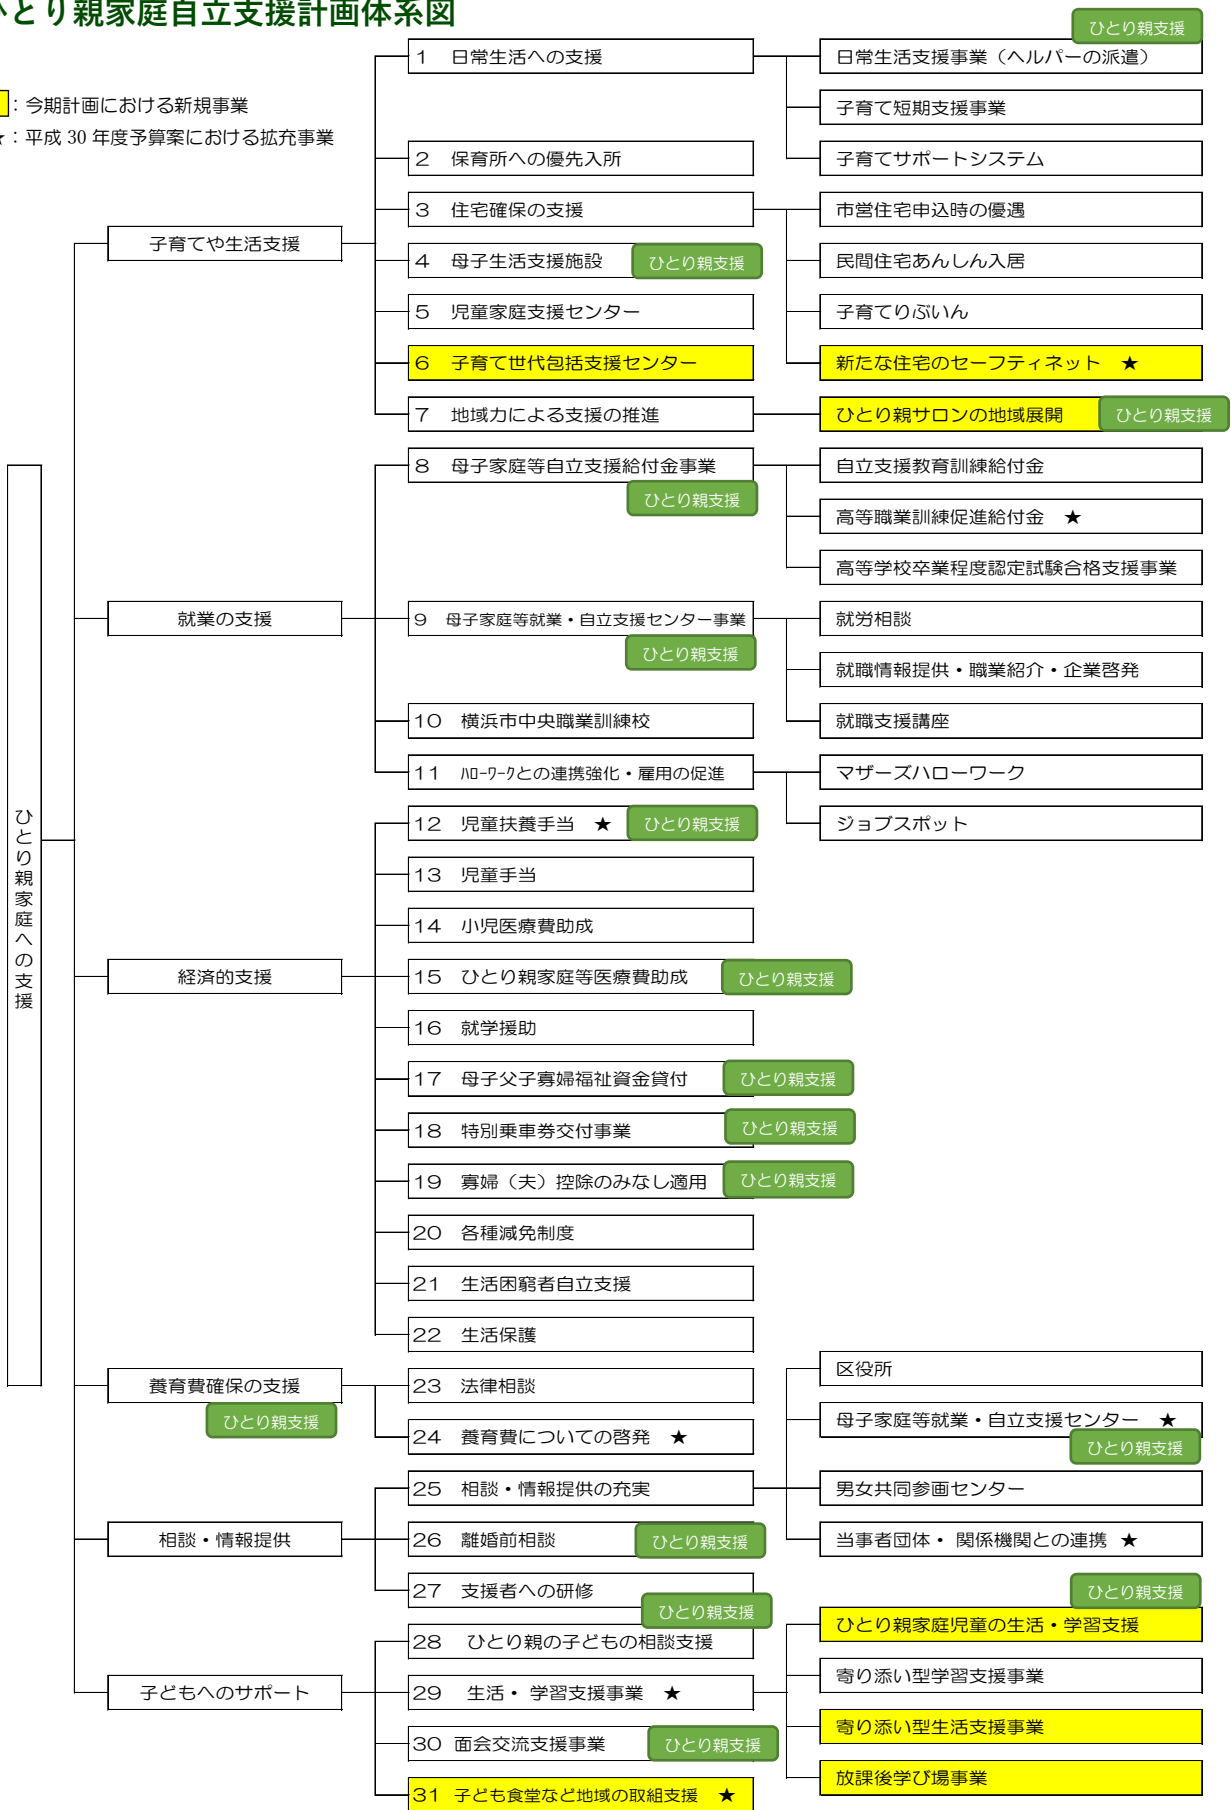 ひとり親家庭自立支援計画体系図
：今期計画における新規事業
★：平成 30 年度予算案における拡充事業
ひとり親家庭への支援
子育てや生活支援
1 日常生活への支援
ひとり親支援
日常生活支援事業（ヘルパーの派遣）
子育て短期支援事業
子育てサポートシステム
2 保育所への優先入所
3 住宅確保の支援
市営住宅申込時の優遇
民間住宅あんしん入居
子育てりぶいん
新たな住宅のセーフティネット ★
4 母子生活支援施設
ひとり親支援
5 児童家庭支援センター
6 子育て世代包括支援センター
7 地域力による支援の推進
ひとり親サロンの地域展開
ひとり親支援
就業の支援
8 母子家庭等自立支援給付金事業
ひとり親支援
自立支援教育訓練給付金
高等職業訓練促進給付金 ★
高等学校卒業程度認定試験合格支援事業
9 母子家庭等就業・自立支援センター事業
ひとり親支援
就労相談
就職情報提供・職業紹介・企業啓発
就職支援講座
10 横浜市中央職業訓練校
11 ﾊﾛｰﾜｰｸとの連携強化・雇用の促進
マザーズハローワーク
ジョブスポット
経済的支援
12 児童扶養手当 ★
ひとり親支援
13 児童手当
14 小児医療費助成
15 ひとり親家庭等医療費助成
ひとり親支援
16 就学援助
17 母子父子寡婦福祉資金貸付
ひとり親支援
18 特別乗車券交付事業
ひとり親支援
19 寡婦（夫）控除のみなし適用
ひとり親支援
20 各種減免制度
21 生活困窮者自立支援
22 生活保護
養育費確保の支援
ひとり親支援
23 法律相談
24 養育費についての啓発 ★
相談・情報提供
25 相談・情報提供の充実
区役所
母子家庭等就業・自立支援センター ★
ひとり親支援
男女共同参画センター
当事者団体・ 関係機関との連携 ★
26 離婚前相談
ひとり親支援
27 支援者への研修
子どもへのサポート
ひとり親支援
28 ひとり親の子どもの相談支援
29 生活・ 学習支援事業 ★
ひとり親支援
ひとり親家庭児童の生活・学習支援
寄り添い型学習支援事業
寄り添い型生活支援事業
放課後学び場事業
30 面会交流支援事業
ひとり親支援
31 子ども食堂など地域の取組支援 ★